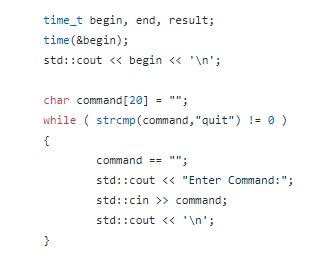 time_t begin, end, result;
time(&begin);
std::cout << begin << '\n';

char command[20] = "";
while ( strcmp(command,"quit") != 0 )
{
        command == "";
        std::cout << "Enter Command:";
        std::cin >> command;
        std::cout << '\n';
}